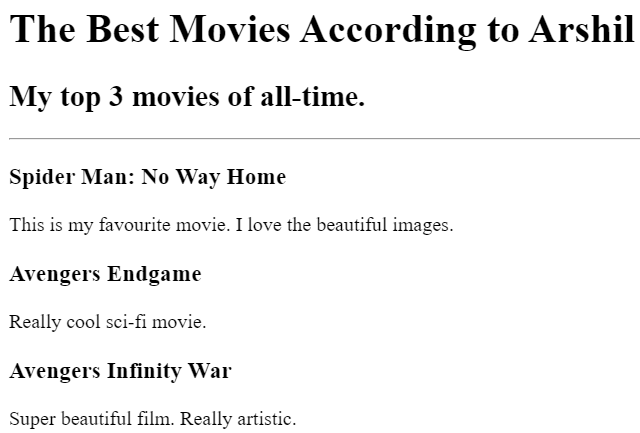 The Best Movies According to Arshil
My top 3 movies of all-time.
Spider Man: No Way Home
This is my favourite movie. I love the beautiful images.
Avengers Endgame
Really cool sci-fi movie.
Avengers Infinity War
Super beautiful film. Really artistic.